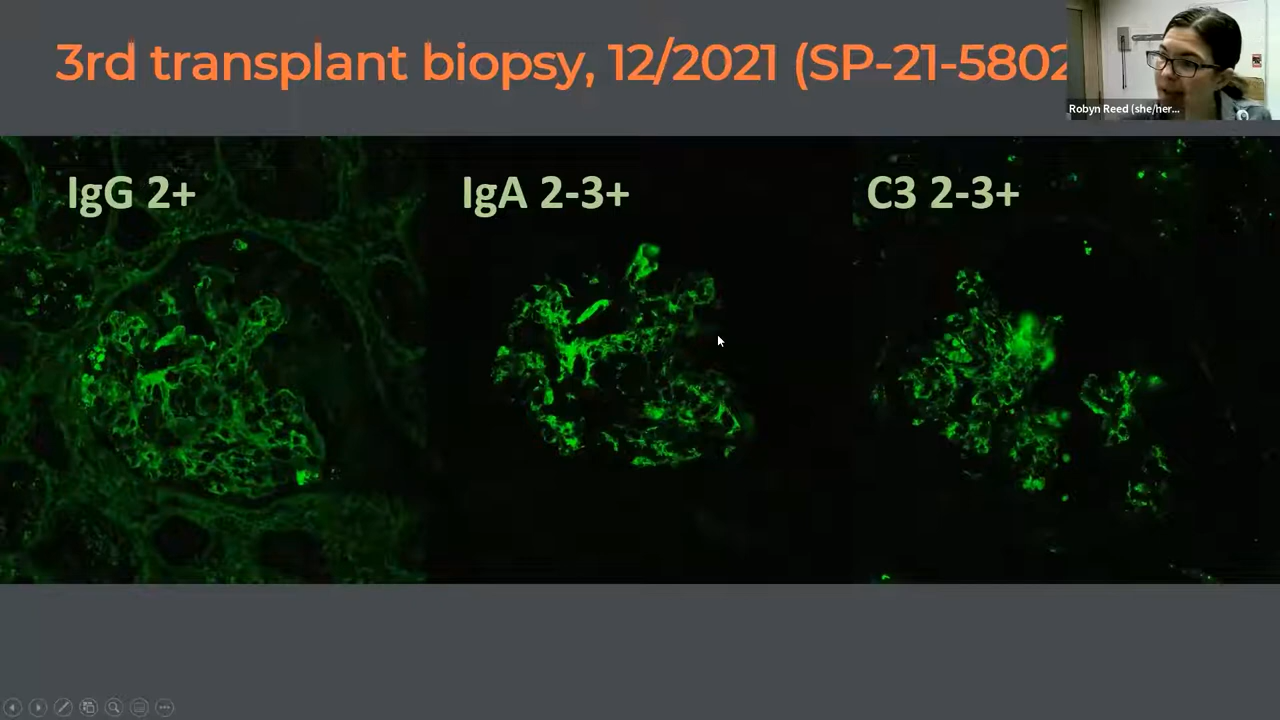 3rd transplant biopsy, 12/2021 (SP-21-5802
Robyn Reed (she/her...
IgG 2+
IgA 2-3+
C3 2-3+